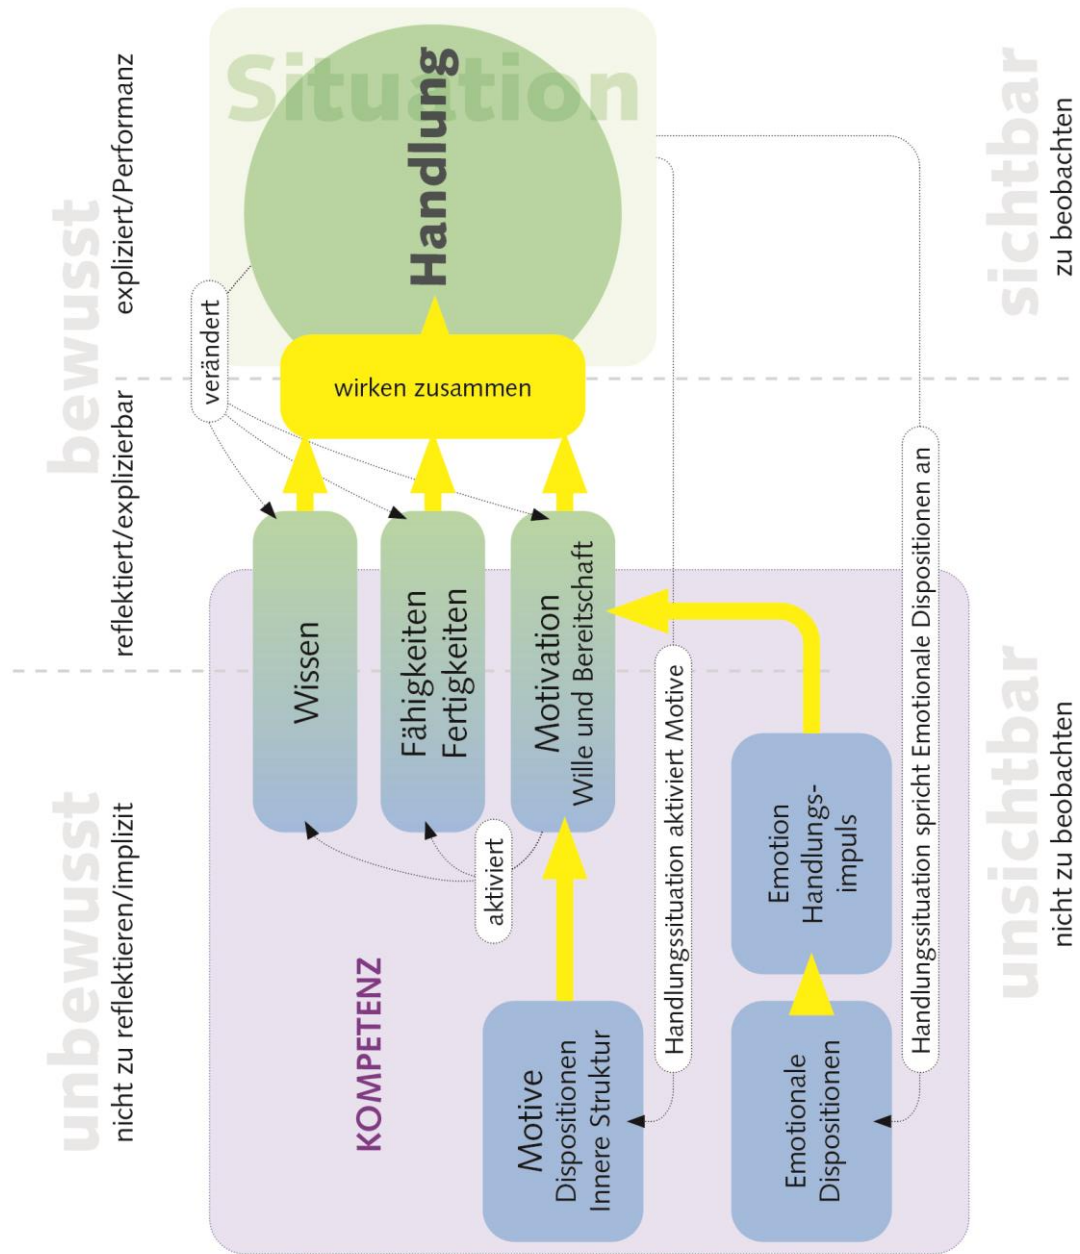 unbewusst
nicht zu reflektieren/implizit
bewusst
reflektiert/explizierbar
expliziert/Performanz
verändert
Situation
Handlung
wirken zusammen
Wissen
Fähigkeiten
Fertigkeiten
Motivation
Wille und Bereitschaft
aktiviert
KOMPETENZ
Motive
Dispositionen
Innere Struktur
Handlungssituation aktiviert Motive
Emotionale
Dispositionen
Emotion
Handlungs-
impuls
Handlungssituation spricht Emotionale Dispositionen an
unsichtbar
nicht zu beobachten
sichtbar
zu beobachten